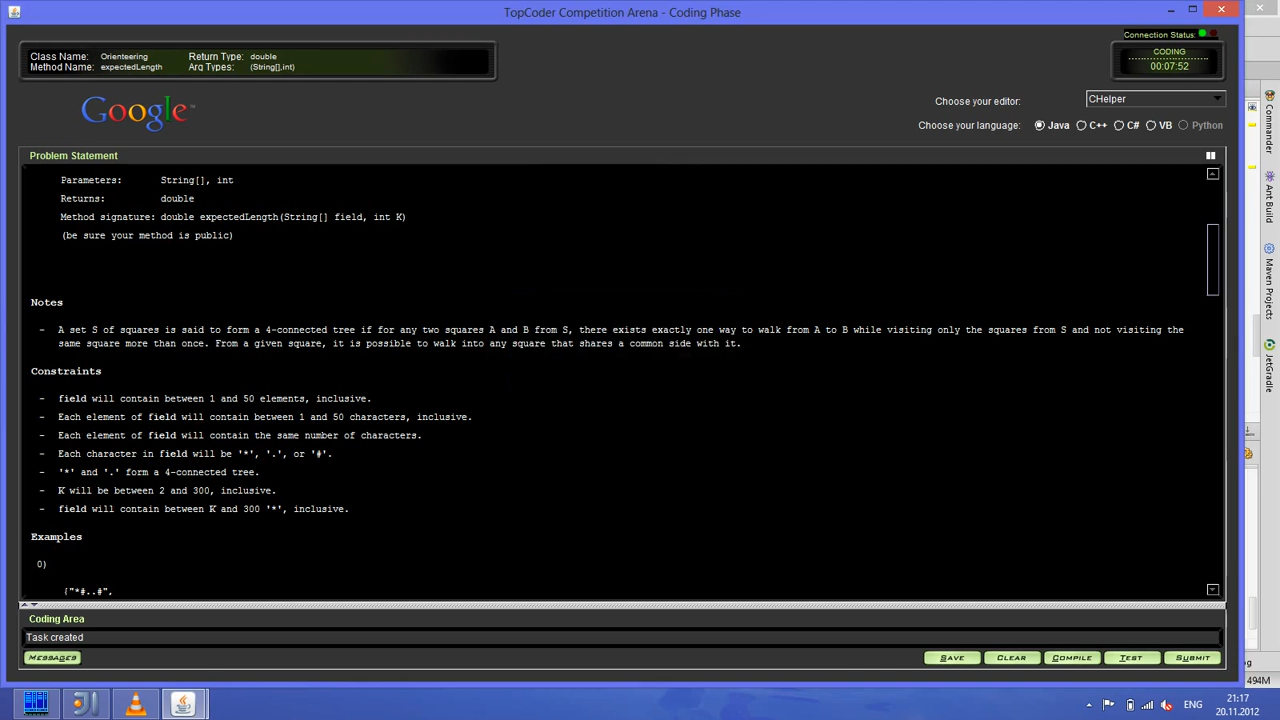 TopCoder Competition Arena - Coding Phase
Connection Status:
Class Name: Orienteering Return Type: double
Method Name: expectedLength Arg Types: (String[],int)
CODING
00:07:52
Google™
Choose your editor: CHelper
Choose your language: Java C++ C# VB Python
Problem Statement
Parameters: String[], int
Returns: double
Method signature: double expectedLength(String[] field, int K)
(be sure your method is public)
Notes
- A set S of squares is said to form a 4-connected tree if for any two squares A and B from S, there exists exactly one way to walk from A to B while visiting only the squares from S and not visiting the
same square more than once. From a given square, it is possible to walk into any square that shares a common side with it.
Constraints
- field will contain between 1 and 50 elements, inclusive.
- Each element of field will contain between 1 and 50 characters, inclusive.
- Each element of field will contain the same number of characters.
- Each character in field will be '*', '.', or '#'.
- '*' and '.' form a 4-connected tree.
- K will be between 2 and 300, inclusive.
- field will contain between K and 300 '*', inclusive.
Examples
0)
{"*#..#",
Coding Area
Task created
MESSAGES
SAVE CLEAR COMPILE TEST SUBMIT
Commander
Ant Build
Maven Projects
JetGradle
494M
ENG
21:17
20.11.2012